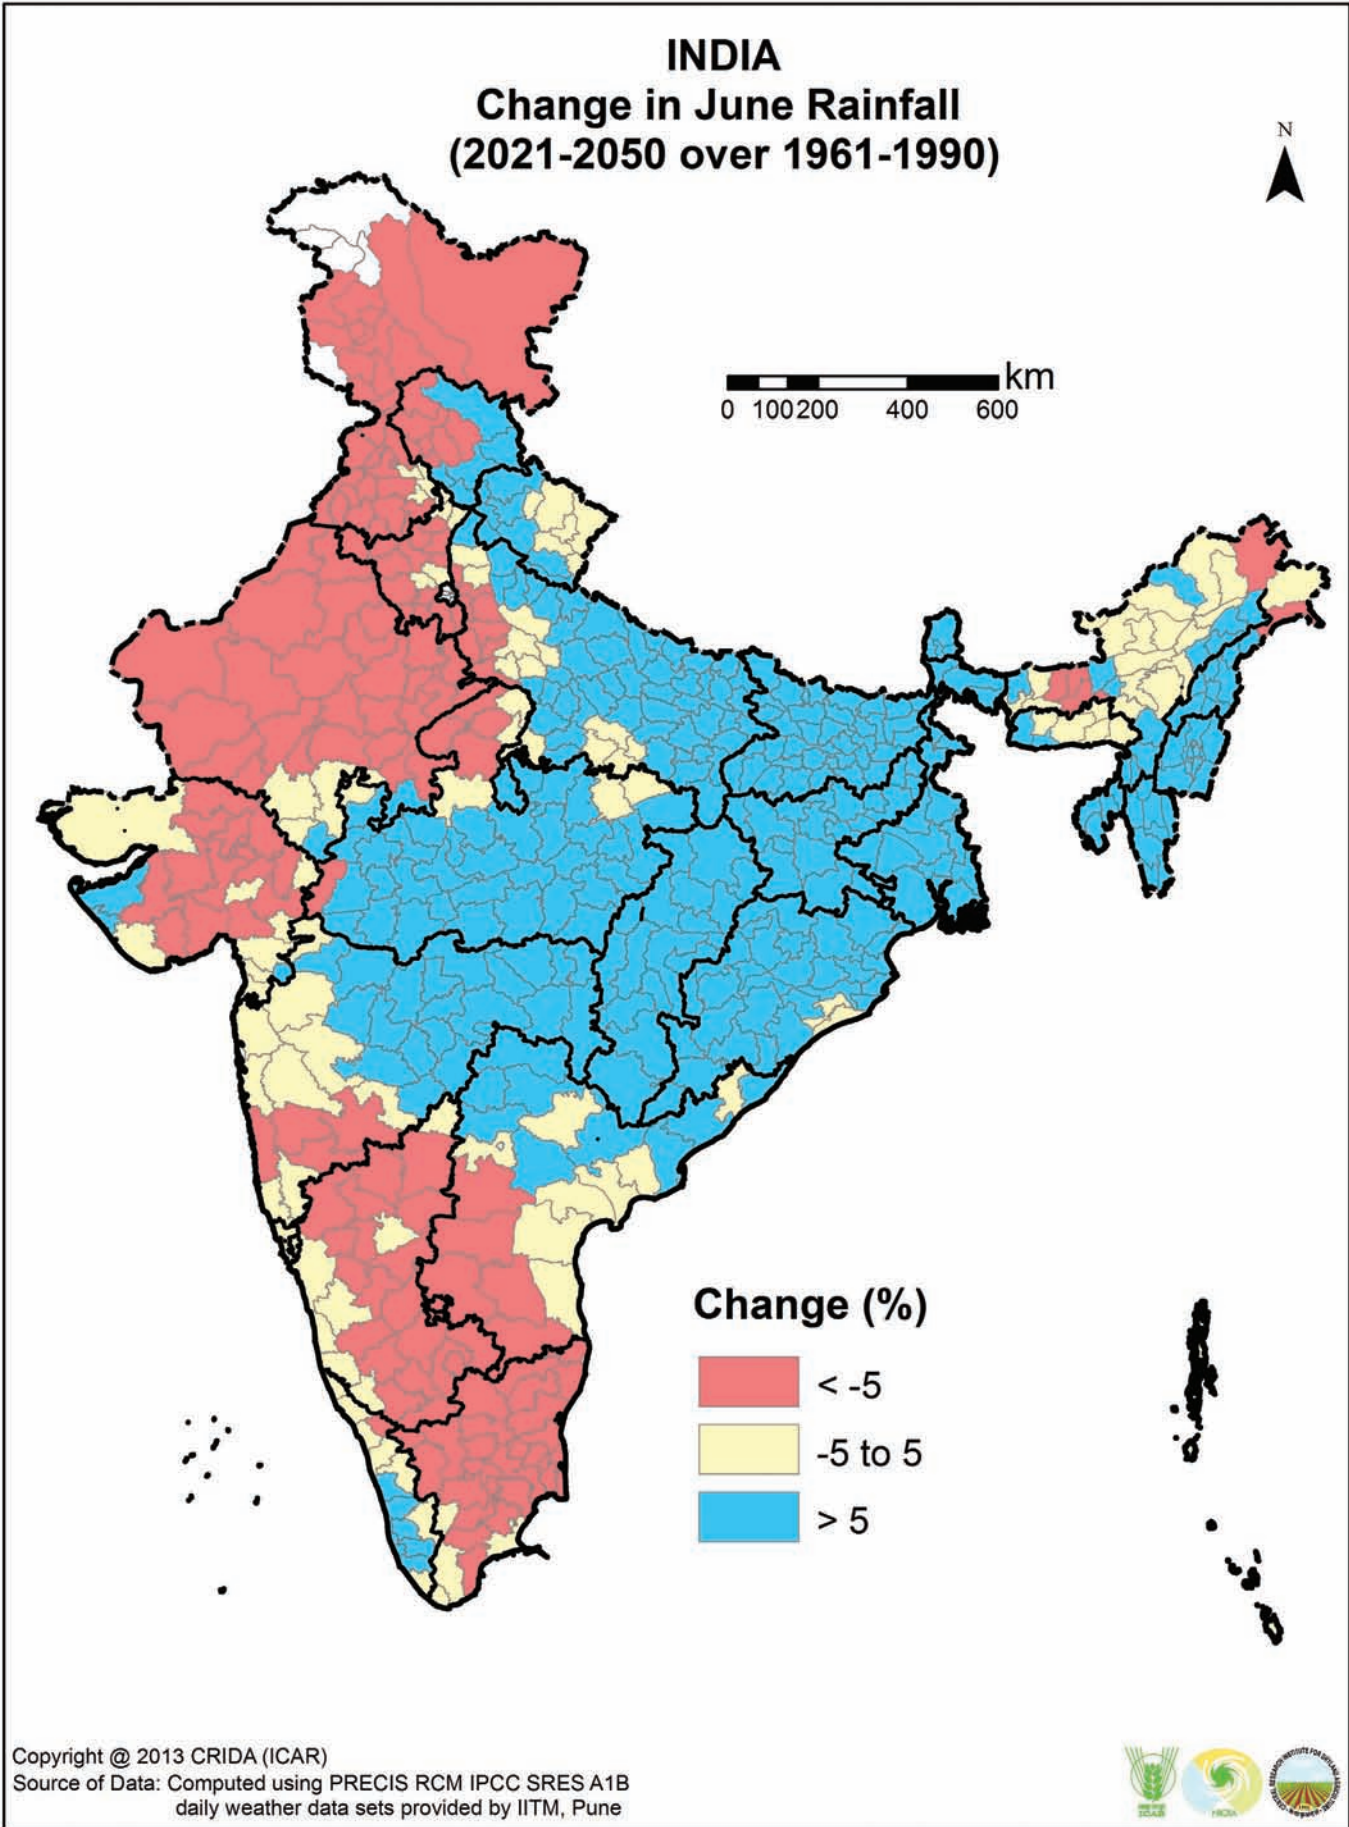 INDIA
Change in June Rainfall
(2021-2050 over 1961-1990)
N
km
0 100 200 400 600
Change (%)
< -5
-5 to 5
> 5
Copyright @ 2013 CRIDA (ICAR)
Source of Data: Computed using PRECIS RCM IPCC SRES A1B
daily weather data sets provided by IITM, Pune